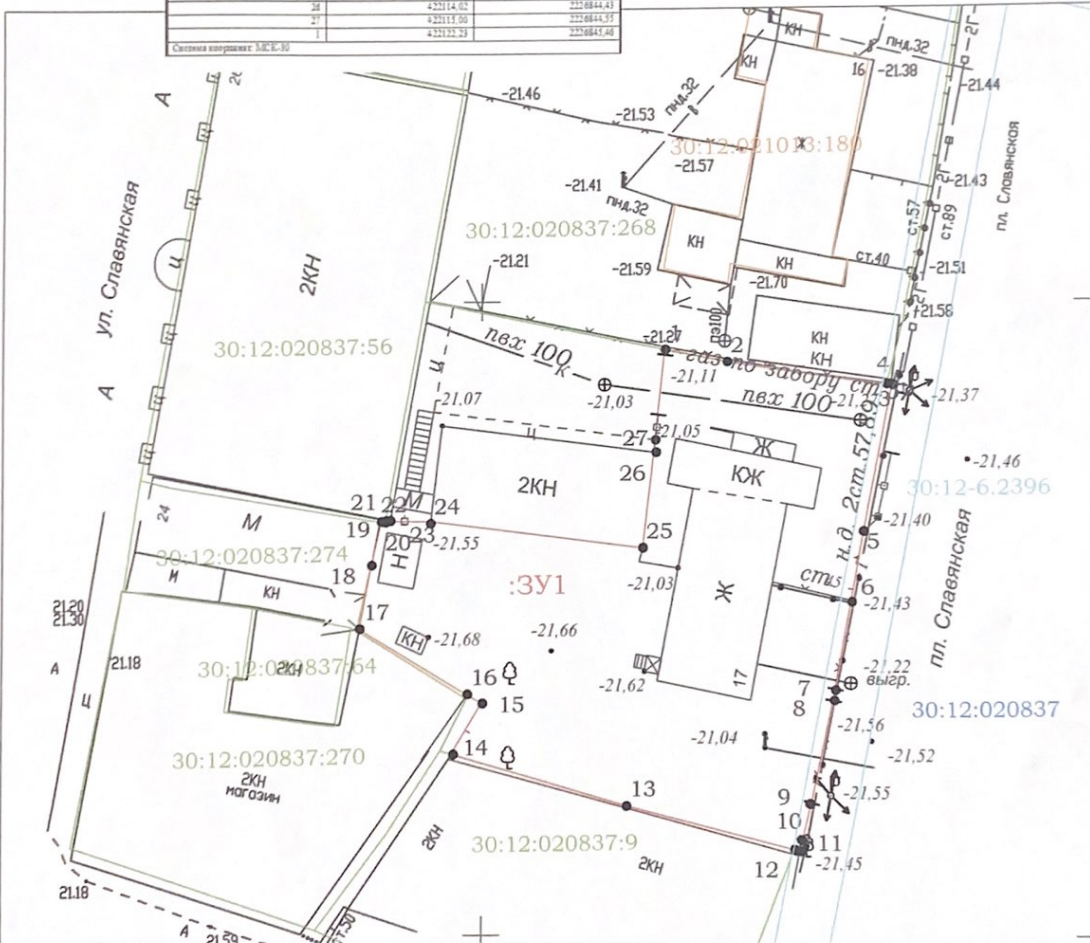 26 422114,02 2226844,43
27 422115,00 2226844,55
1 422122,23 2226845,46
Система координат: МСК-30
КН
пнд.32
-21.38
16
-21.44
КН
пнд.32
-21.46
-21.53
30:12:021013:180
-21.57
-21.41
пнд.32
-21.43
ст.57
ст.89
пл. Словянская
А
ул. Славянская
А
ц
2КН
30:12:020837:268
КН
-21.59
КН
ст.40
-21.51
-21.21
-21.70
-21.58
30:12:020837:56
КН
КН
пвх 100
к
2
газ по забору ст
4
3
-21,11
-21,37
-21,03
пвх 100
-21.07
ц
ц
27
-21,05
26
Ж
КЖ
н.д. 2ст.57,89
-21,46
30:12-6.2396
2КН
24
21
22
М
24
19
20
23
-21,55
М
25
-21,40
5
30:12:020837:274
Н
18
КН
-21,03
:ЗУ1
Ж
6
-21,43
21.20
21.30
17
КН
-21,68
-21,66
пл. Славянская
А
21.18
30:12:020837:64
2КН
ц
16
15
-21,62
17
-21,22
выгр.
7
8
30:12:020837
-21,56
-21,04
-21,52
14
30:12:020837:270
2КН
магазин
13
9
-21,55
10
11
12
-21,45
30:12:020837:9
2КН
2КН
21.18
А
21.59
ст.50